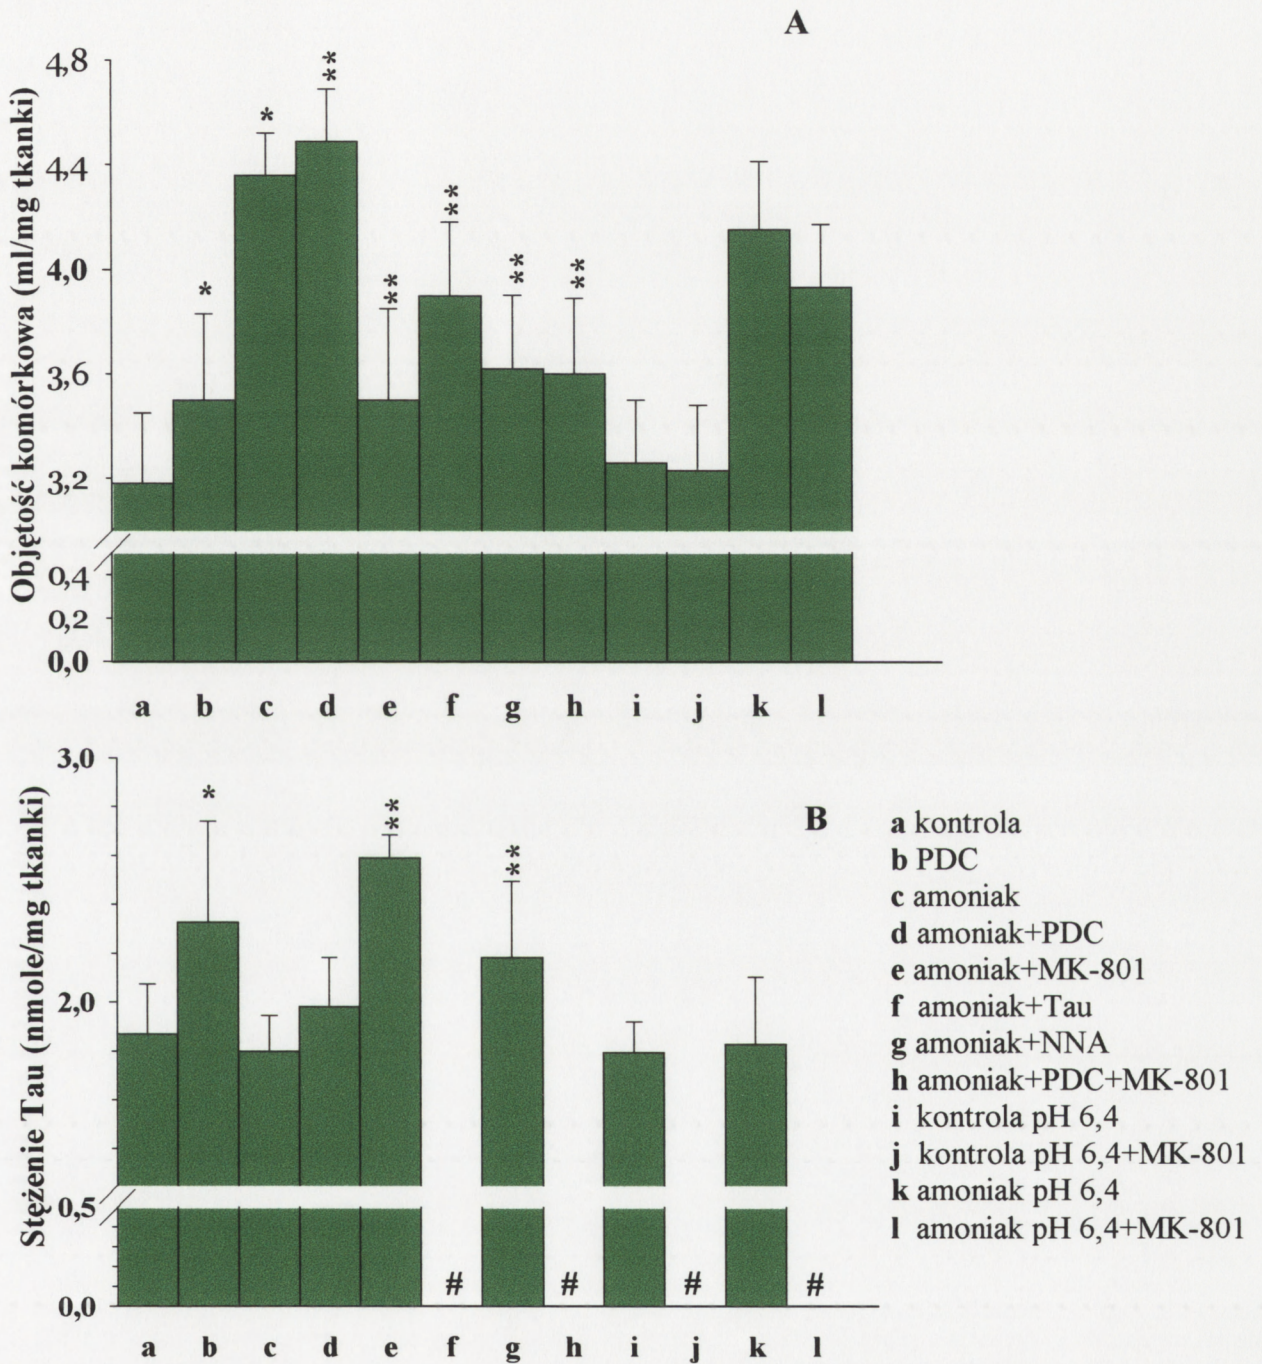 A
Objętość komórkowa (ml/mg tkanki)
4,8
4,4
4,0
3,6
3,2
0,4
0,2
0,0
*
*
**
**
**
**
**
a b c d e f g h i j k l
B
Stężenie Tau (nmole/mg tkanki)
3,0
2,0
0,5
0,0
*
**
**
# # # #
a b c d e f g h i j k l
a kontrola
b PDC
c amoniak
d amoniak+PDC
e amoniak+MK-801
f amoniak+Tau
g amoniak+NNA
h amoniak+PDC+MK-801
i kontrola pH 6,4
j kontrola pH 6,4+MK-801
k amoniak pH 6,4
l amoniak pH 6,4+MK-801